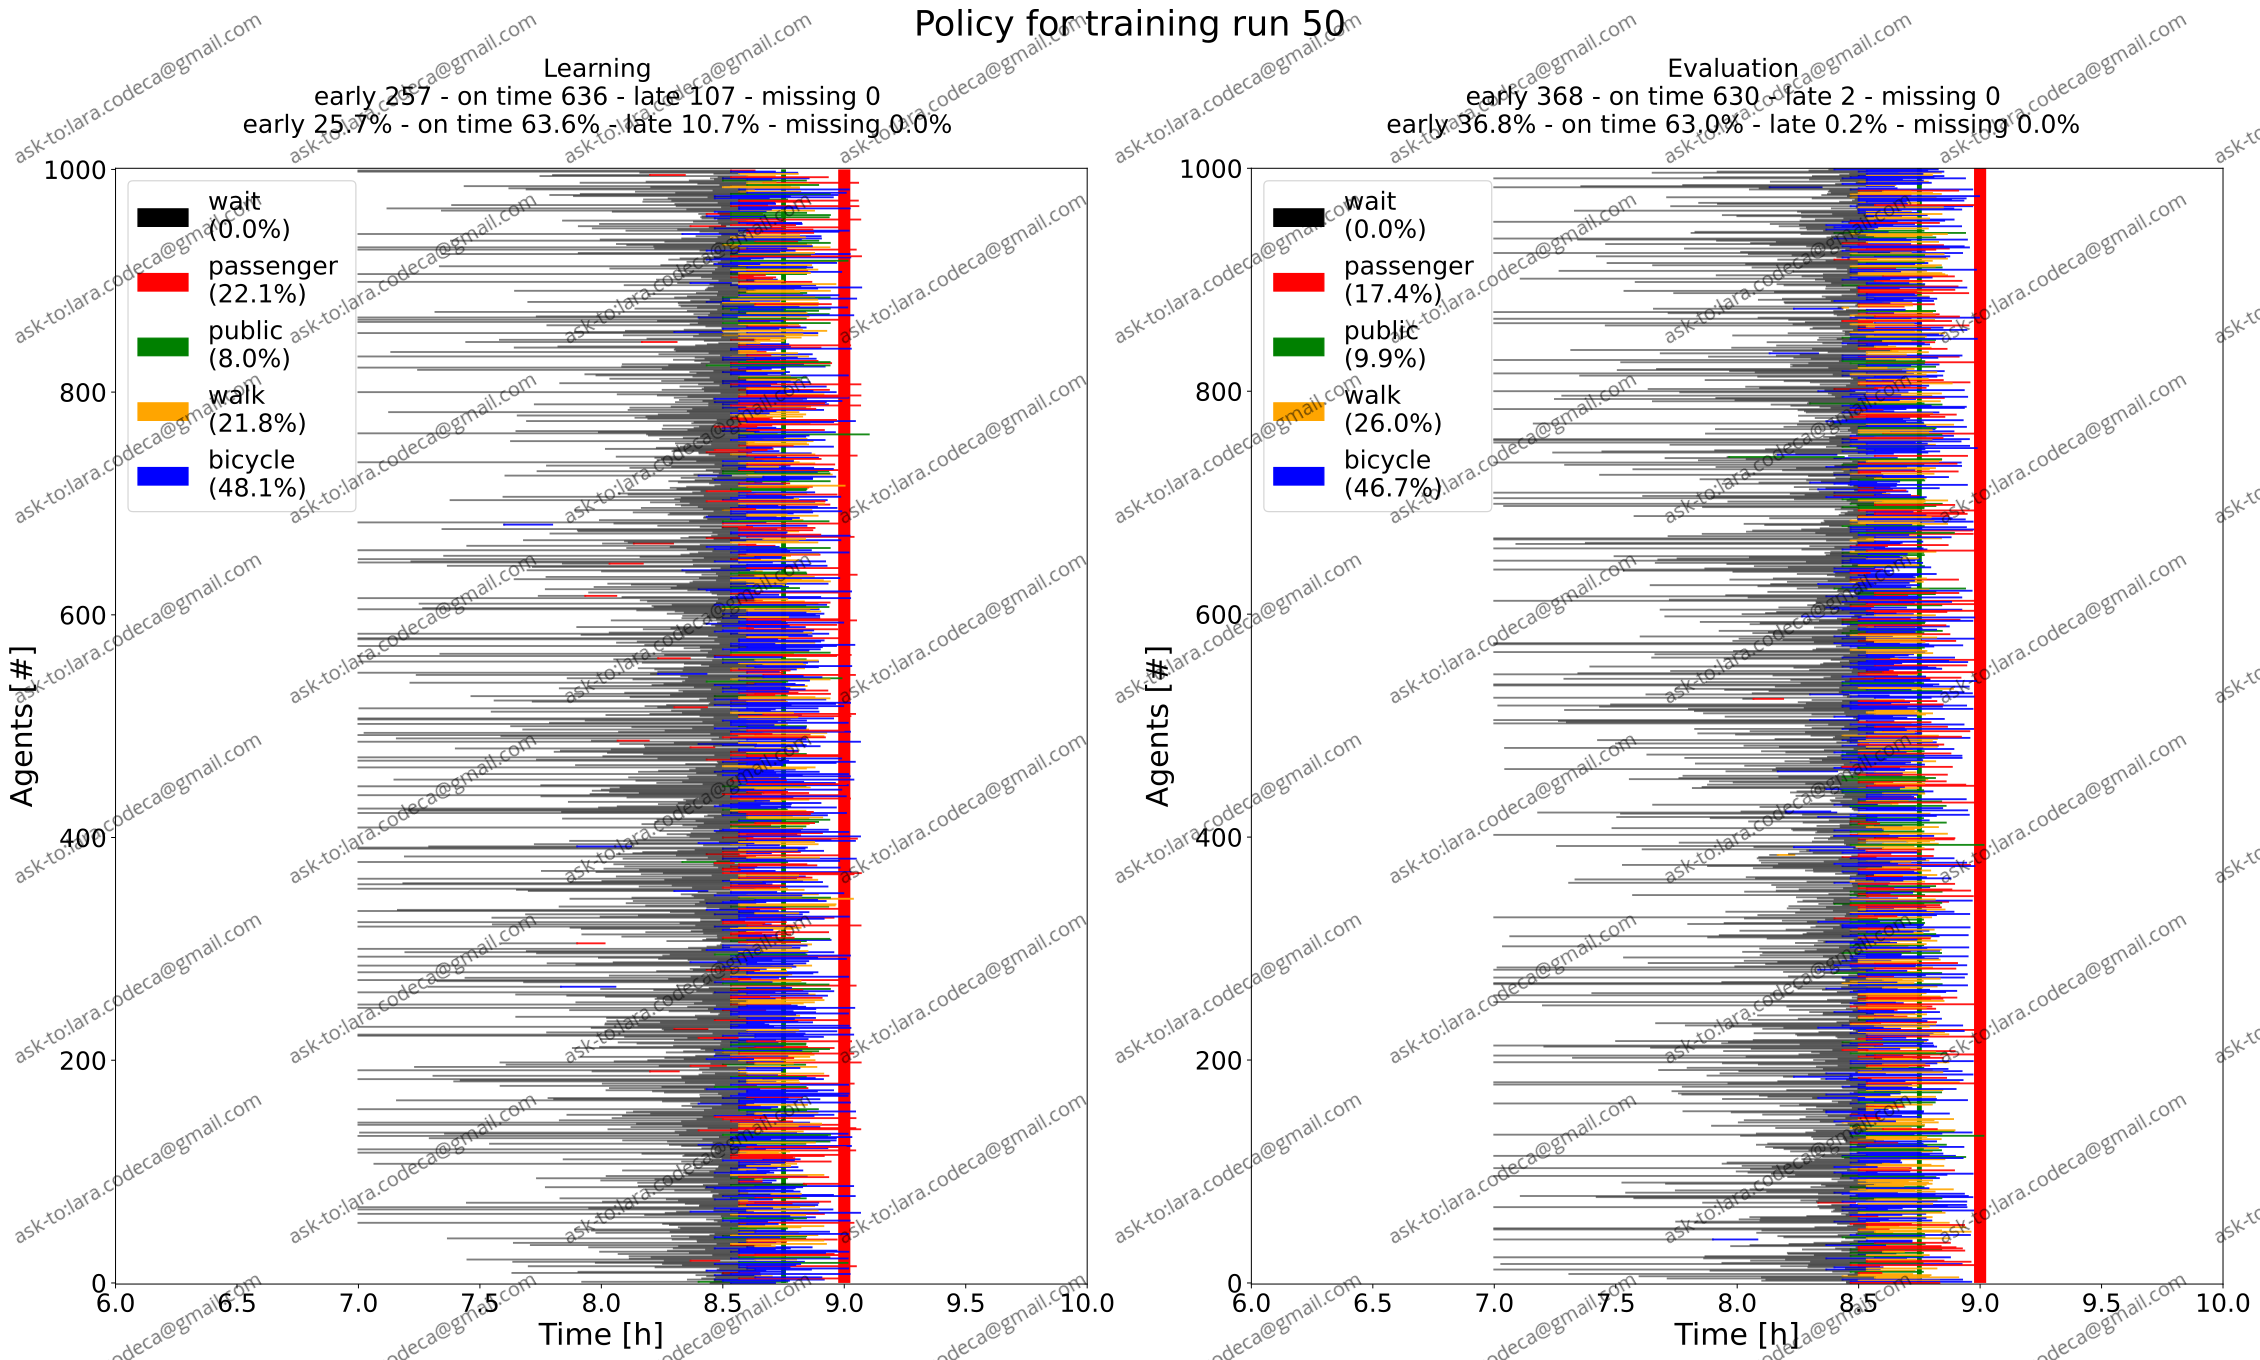 Policy for training run 50
Learning
early 257 - on time 636 - late 107 - missing 0
early 25.7% - on time 63.6% - late 10.7% - missing 0.0%
1000
800
600
400
200
0
Agents [#]
wait
(0.0%)
passenger
(22.1%)
public
(8.0%)
walk
(21.8%)
bicycle
(48.1%)
6.0 6.5 7.0 7.5 8.0 8.5 9.0 9.5 10.0
Time [h]
Evaluation
early 368 - on time 630 - late 2 - missing 0
early 36.8% - on time 63.0% - late 0.2% - missing 0.0%
1000
800
600
400
200
0
Agents [#]
wait
(0.0%)
passenger
(17.4%)
public
(9.9%)
walk
(26.0%)
bicycle
(46.7%)
6.0 6.5 7.0 7.5 8.0 8.5 9.0 9.5 10.0
Time [h]
ask-to:lara.codeca@gmail.com